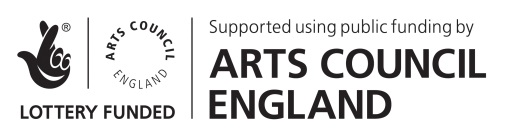 ®
ARTS COUNCIL
ENGLAND
LOTTERY FUNDED
Supported using public funding by
ARTS COUNCIL
ENGLAND